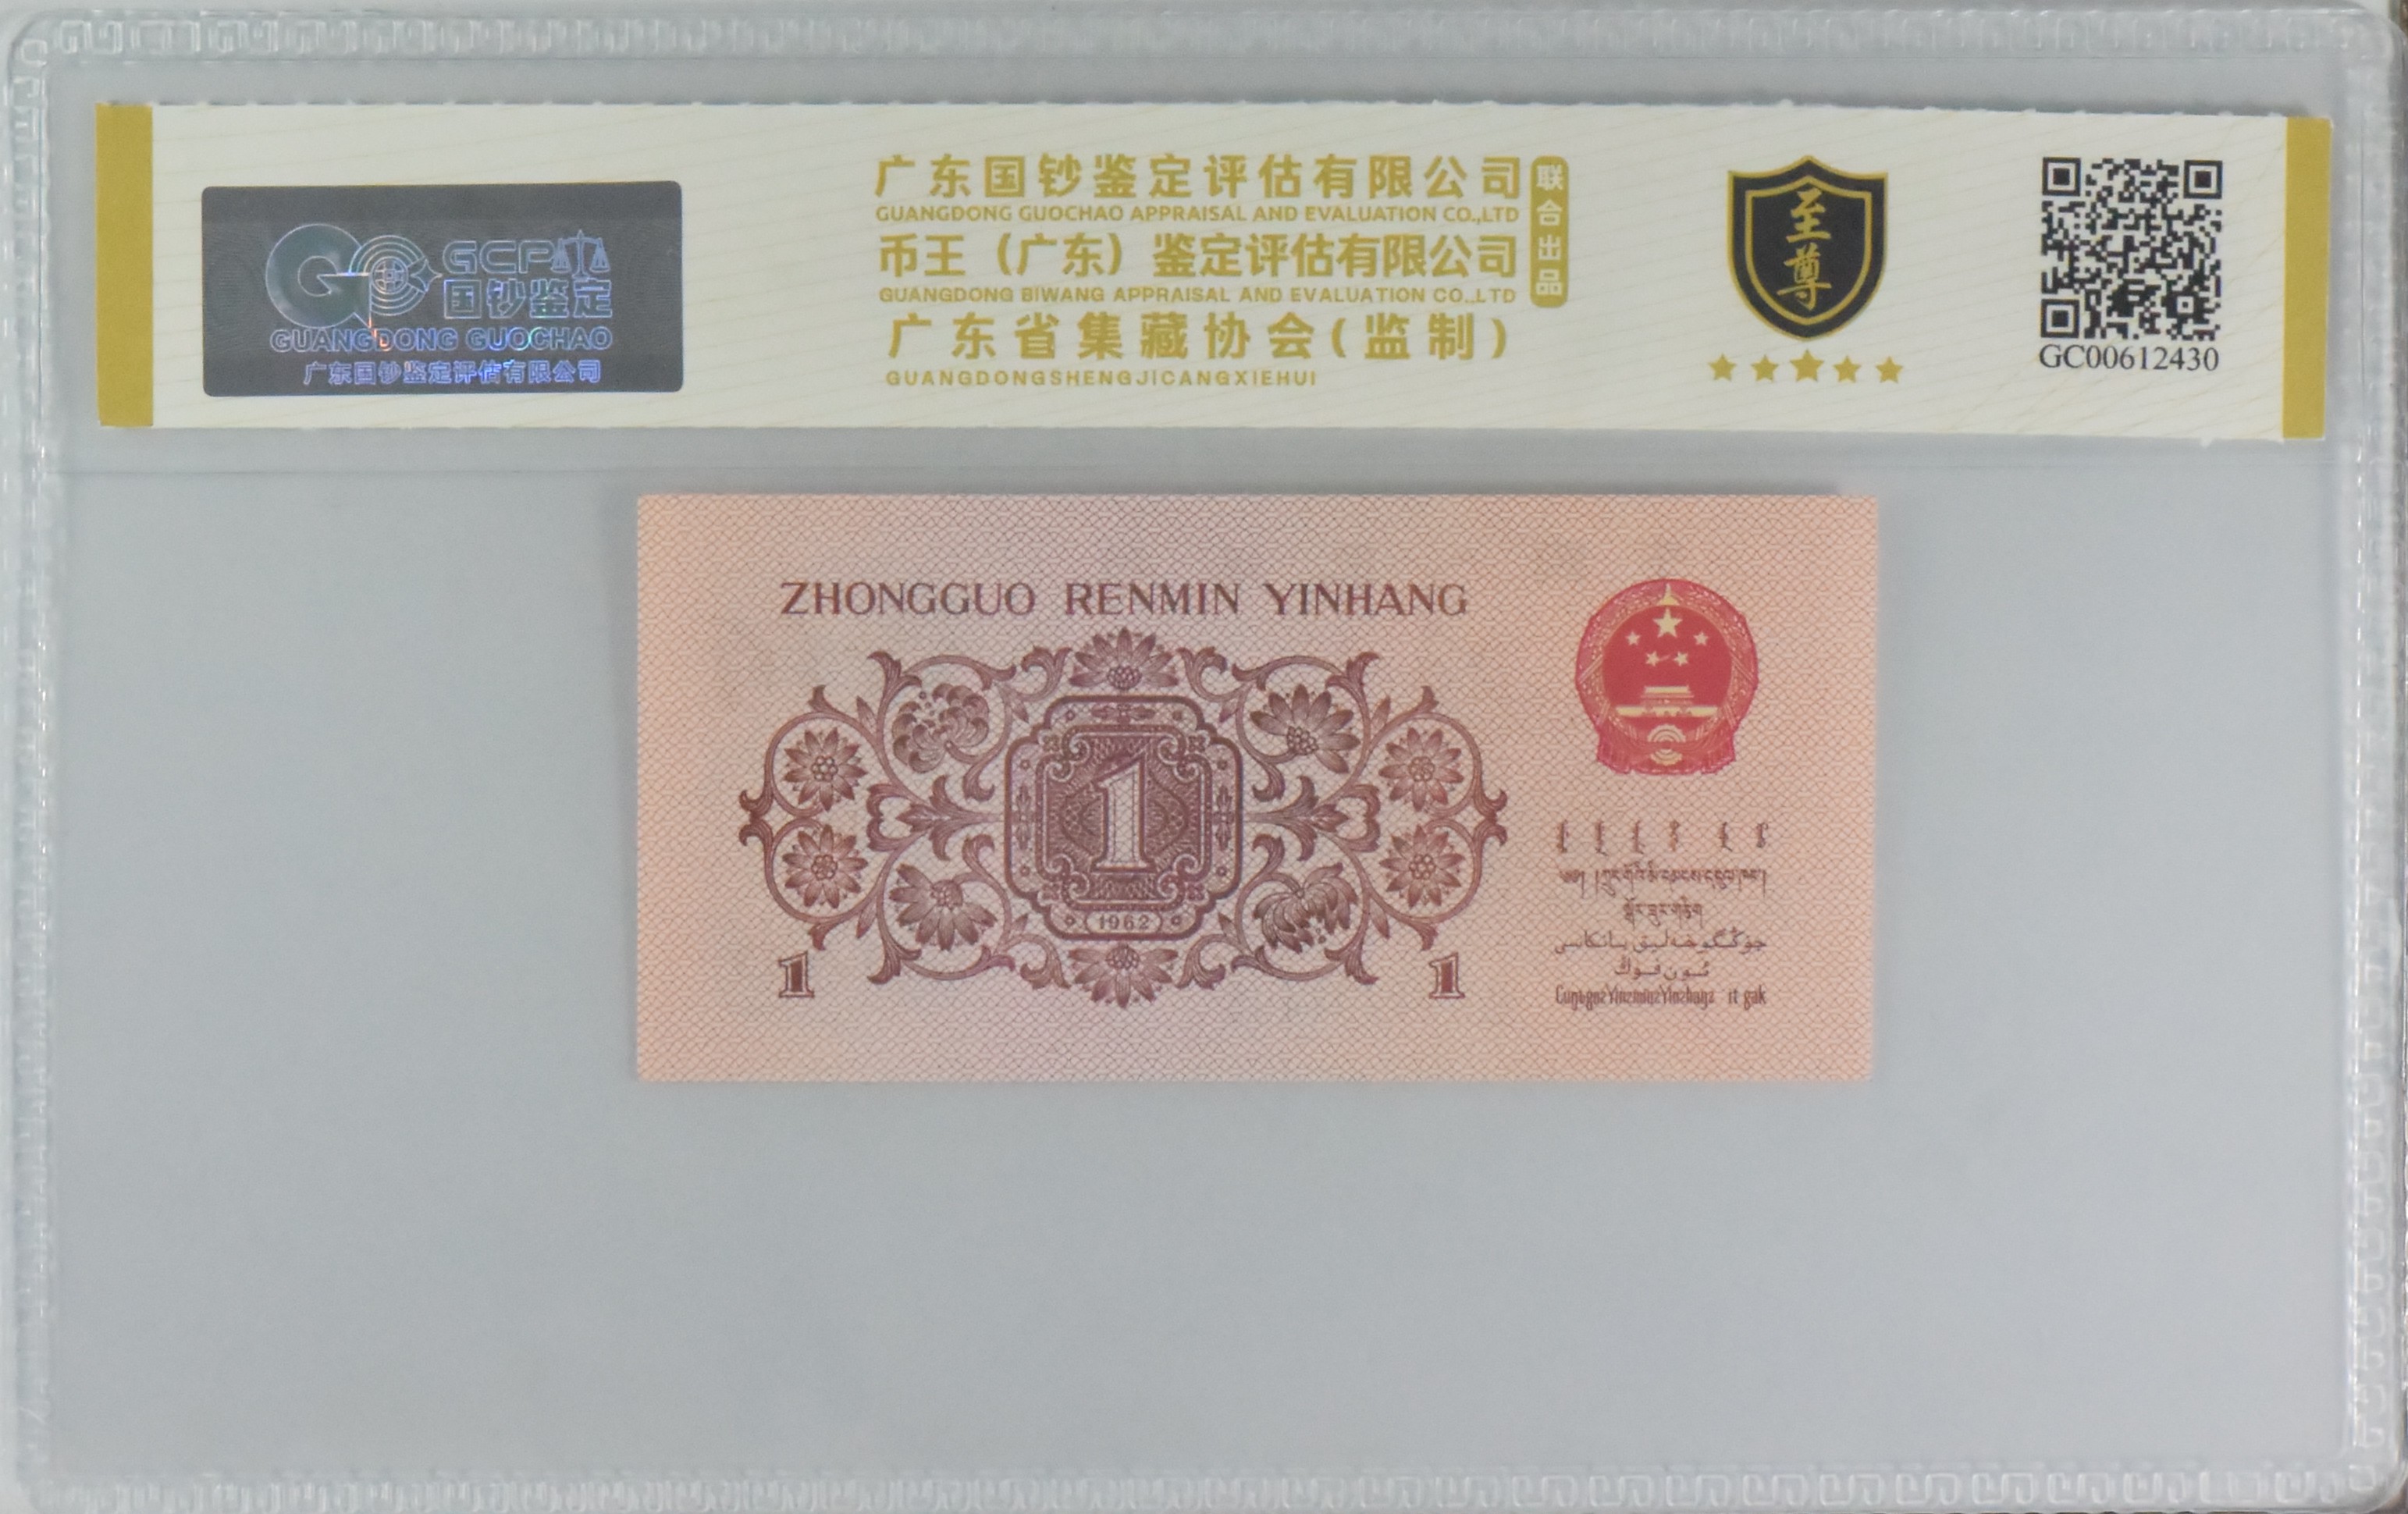 GCP
国钞鉴定
GUANGDONG GUOCHAO
广东国钞鉴定评估有限公司
广东国钞鉴定评估有限公司
GUANGDONG GUOCHAO APPRAISAL AND EVALUATION CO.,LTD
币王（广东）鉴定评估有限公司
GUANGDONG BIWANG APPRAISAL AND EVALUATION CO.,LTD
广东省集藏协会(监制)
GUANGDONGSHENGJICANGXIEHUI
联合出品
至尊
GC00612430
ZHONGGUO RENMIN YINHANG
1
1962
1
1